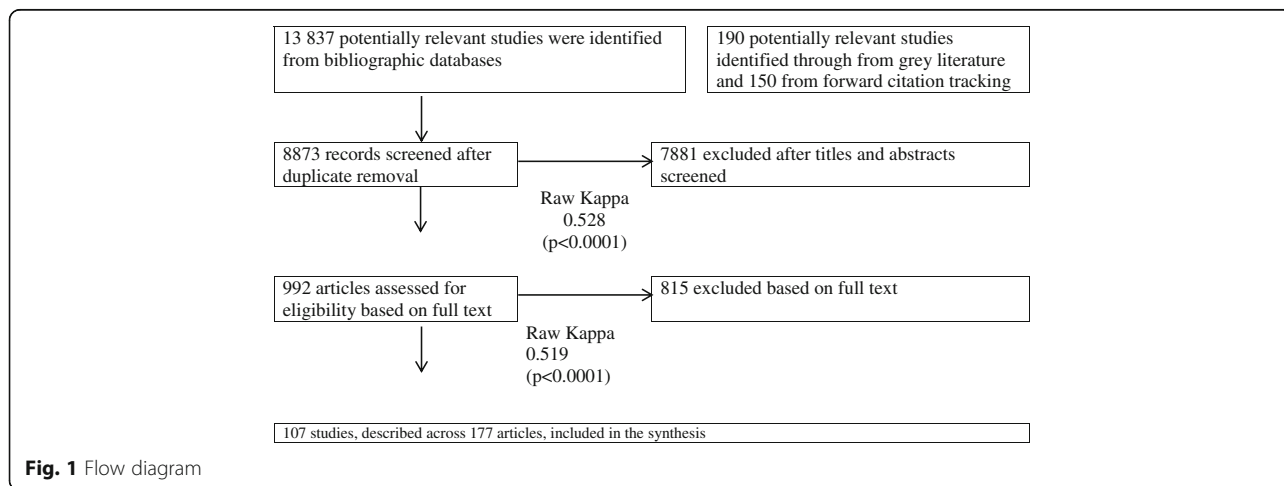 13 837 potentially relevant studies were identified
from bibliographic databases
190 potentially relevant studies
identified through from grey literature
and 150 from forward citation tracking
8873 records screened after
duplicate removal
7881 excluded after titles and abstracts
screened
Raw Kappa
0.528
(p<0.0001)
992 articles assessed for
eligibility based on full text
815 excluded based on full text
Raw Kappa
0.519
(p<0.0001)
107 studies, described across 177 articles, included in the synthesis
Fig. 1 Flow diagram